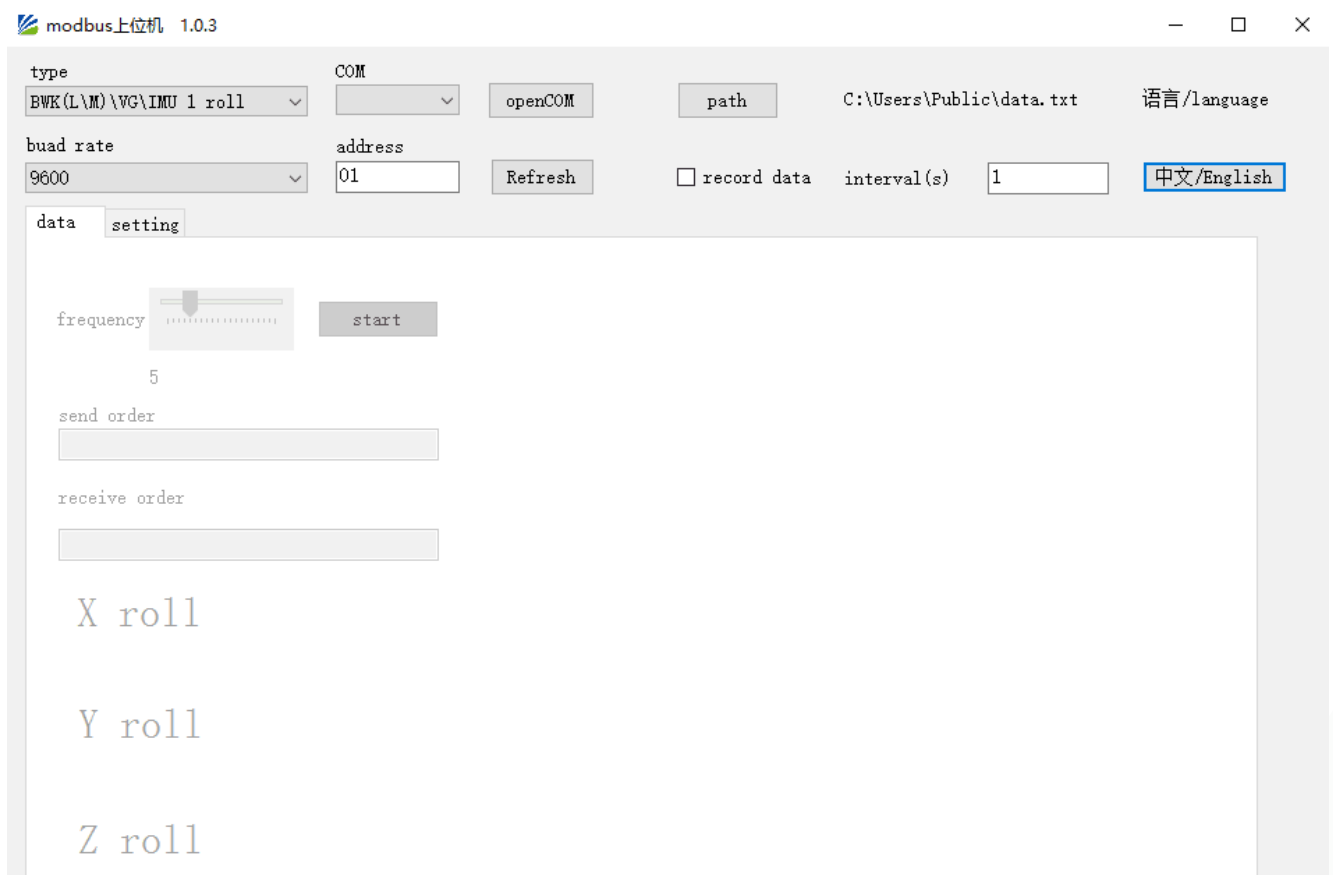 modbus上位机 1.0.3
type COM
BWK(L\M)\VG\IMU 1 roll openCOM path C:\Users\Public\data.txt 语言/language
buad rate address
9600 01 Refresh record data interval(s) 1 中文/English
data setting
frequency start
5
send order
receive order
X roll
Y roll
Z roll